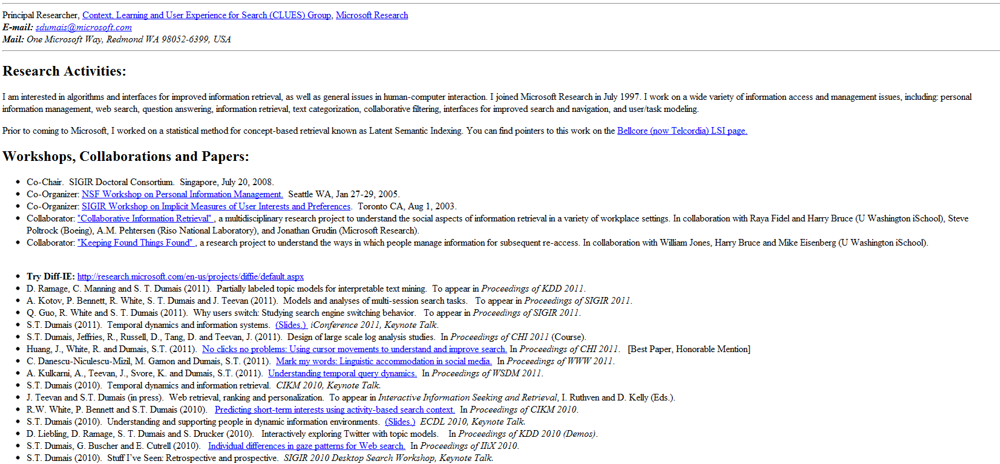 Principal Researcher, Context, Learning and User Experience for Search (CLUES) Group, Microsoft Research
E-mail: sdumais@microsoft.com
Mail: One Microsoft Way, Redmond WA 98052-6399, USA
Research Activities:
I am interested in algorithms and interfaces for improved information retrieval, as well as general issues in human-computer interaction. I joined Microsoft Research in July 1997. I work on a wide variety of information access and management issues, including: personal
information management, web search, question answering, information retrieval, text categorization, collaborative filtering, interfaces for improved search and navigation, and user/task modeling.
Prior to coming to Microsoft, I worked on a statistical method for concept-based retrieval known as Latent Semantic Indexing. You can find pointers to this work on the Bellcore (now Telcordia) LSI page.
Workshops, Collaborations and Papers:
• Co-Chair. SIGIR Doctoral Consortium. Singapore, July 20, 2008.
• Co-Organizer: NSF Workshop on Personal Information Management. Seattle WA, Jan 27-29, 2005.
• Co-Organizer: SIGIR Workshop on Implicit Measures of User Interests and Preferences. Toronto CA, Aug 1, 2003.
• Collaborator: "Collaborative Information Retrieval" , a multidisciplinary research project to understand the social aspects of information retrieval in a variety of workplace settings. In collaboration with Raya Fidel and Harry Bruce (U Washington iSchool), Steve
Poltrock (Boeing), A.M. Pehtersen (Riso National Laboratory), and Jonathan Grudin (Microsoft Research).
• Collaborator: "Keeping Found Things Found" , a research project to understand the ways in which people manage information for subsequent re-access. In collaboration with William Jones, Harry Bruce and Mike Eisenberg (U Washington iSchool).
• Try Diff-IE: http://research.microsoft.com/en-us/projects/diffie/default.aspx
• D. Ramage, C. Manning and S. T. Dumais (2011). Partially labeled topic models for interpretable text mining. To appear in Proceedings of KDD 2011.
• A. Kotov, P. Bennett, R. White, S. T. Dumais and J. Teevan (2011). Models and analyses of multi-session search tasks. To appear in Proceedings of SIGIR 2011.
• Q. Guo, R. White and S. T. Dumais (2011). Why users switch: Studying search engine switching behavior. To appear in Proceedings of SIGIR 2011.
• S.T. Dumais (2011). Temporal dynamics and information systems. (Slides.) iConference 2011, Keynote Talk.
• S.T. Dumais, Jeffries, R., Russell, D., Tang, D. and Teevan, J. (2011). Design of large scale log analysis studies. In Proceedings of CHI 2011 (Course).
• Huang, J., White, R. and Dumais, S.T. (2011). No clicks no problems: Using cursor movements to understand and improve search. In Proceedings of CHI 2011. [Best Paper, Honorable Mention]
• C. Danescu-Niculescu-Mizil, M. Gamon and Dumais, S.T. (2011). Mark my words: Linguistic accommodation in social media. In Proceedings of WWW 2011.
• A. Kulkarni, A., Teevan, J., Svore, K. and Dumais, S.T. (2011). Understanding temporal query dynamics. In Proceedings of WSDM 2011.
• S.T. Dumais (2010). Temporal dynamics and information retrieval. CIKM 2010, Keynote Talk.
• J. Teevan and S.T. Dumais (in press). Web retrieval, ranking and personalization. To appear in Interactive Information Seeking and Retrieval, I. Ruthven and D. Kelly (Eds.).
• R.W. White, P. Bennett and S.T. Dumais (2010). Predicting short-term interests using activity-based search context. In Proceedings of CIKM 2010.
• S.T. Dumais (2010). Understanding and supporting people in dynamic information environments. (Slides.) ECDL 2010, Keynote Talk.
• D. Liebling, D. Ramage, S. T. Dumais and S. Drucker (2010). Interactively exploring Twitter with topic models. In Proceedings of KDD 2010 (Demos).
• S.T. Dumais, G. Buscher and E. Cutrell (2010). Individual differences in gaze patterns for Web search. In Proceedings of IIiX 2010.
• S.T. Dumais (2010). Stuff I've Seen: Retrospective and prospective. SIGIR 2010 Desktop Search Workshop, Keynote Talk.